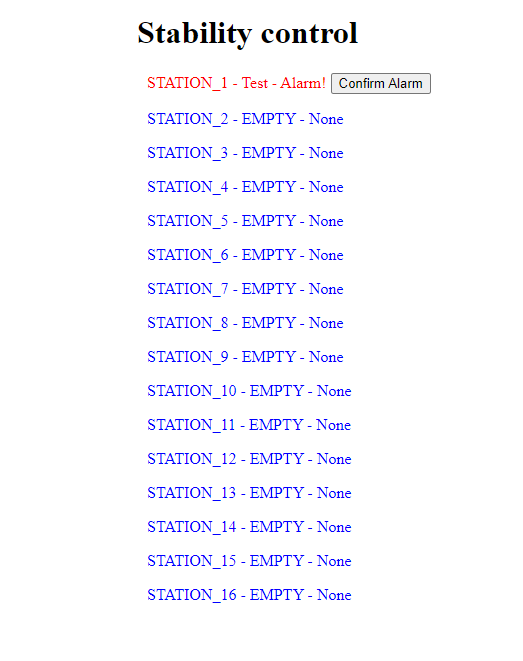 Stability control
STATION_1 - Test - Alarm! Confirm Alarm
STATION_2 - EMPTY - None
STATION_3 - EMPTY - None
STATION_4 - EMPTY - None
STATION_5 - EMPTY - None
STATION_6 - EMPTY - None
STATION_7 - EMPTY - None
STATION_8 - EMPTY - None
STATION_9 - EMPTY - None
STATION_10 - EMPTY - None
STATION_11 - EMPTY - None
STATION_12 - EMPTY - None
STATION_13 - EMPTY - None
STATION_14 - EMPTY - None
STATION_15 - EMPTY - None
STATION_16 - EMPTY - None